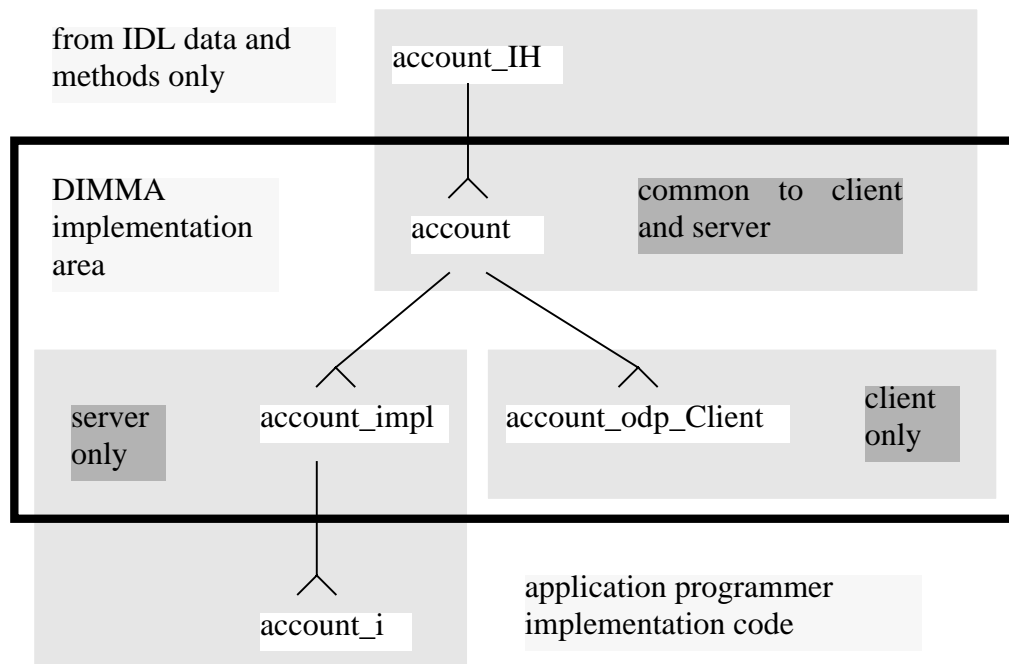 from IDL data and
methods only
account_IH
DIMMA
implementation
area
common to client
and server
account
server
only
account_impl
account_odp_Client
client
only
account_i
application programmer
implementation code